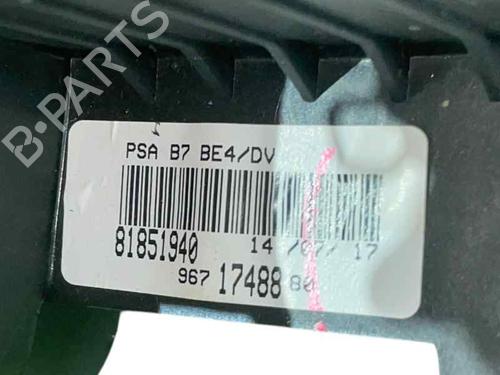 B-PARTS
PSA B7 BE4/DV
81851940 14/07/17
967 17488 80